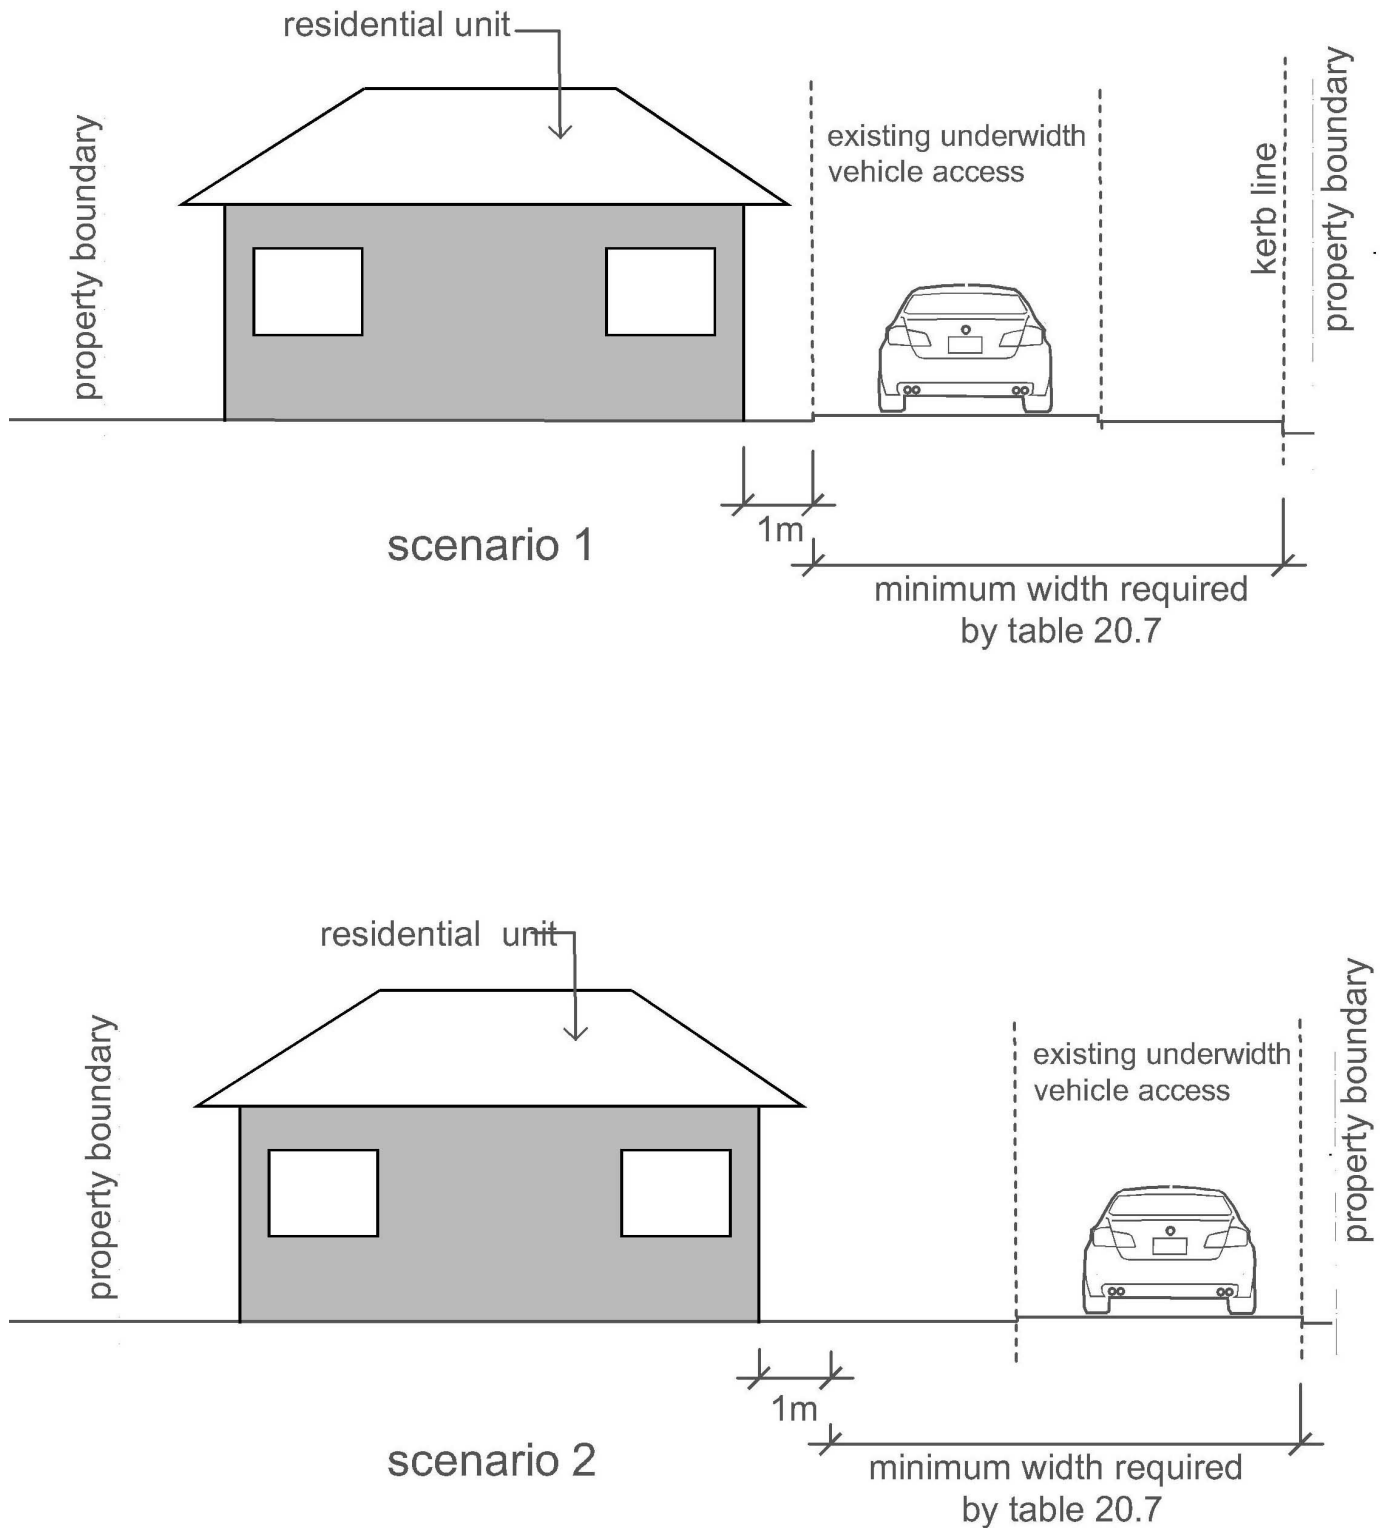 residential unit
property boundary
existing underwidth
vehicle access
kerb line
property boundary
1m
scenario 1
minimum width required
by table 20.7
residential unit
property boundary
existing underwidth
vehicle access
property boundary
1m
scenario 2
minimum width required
by table 20.7